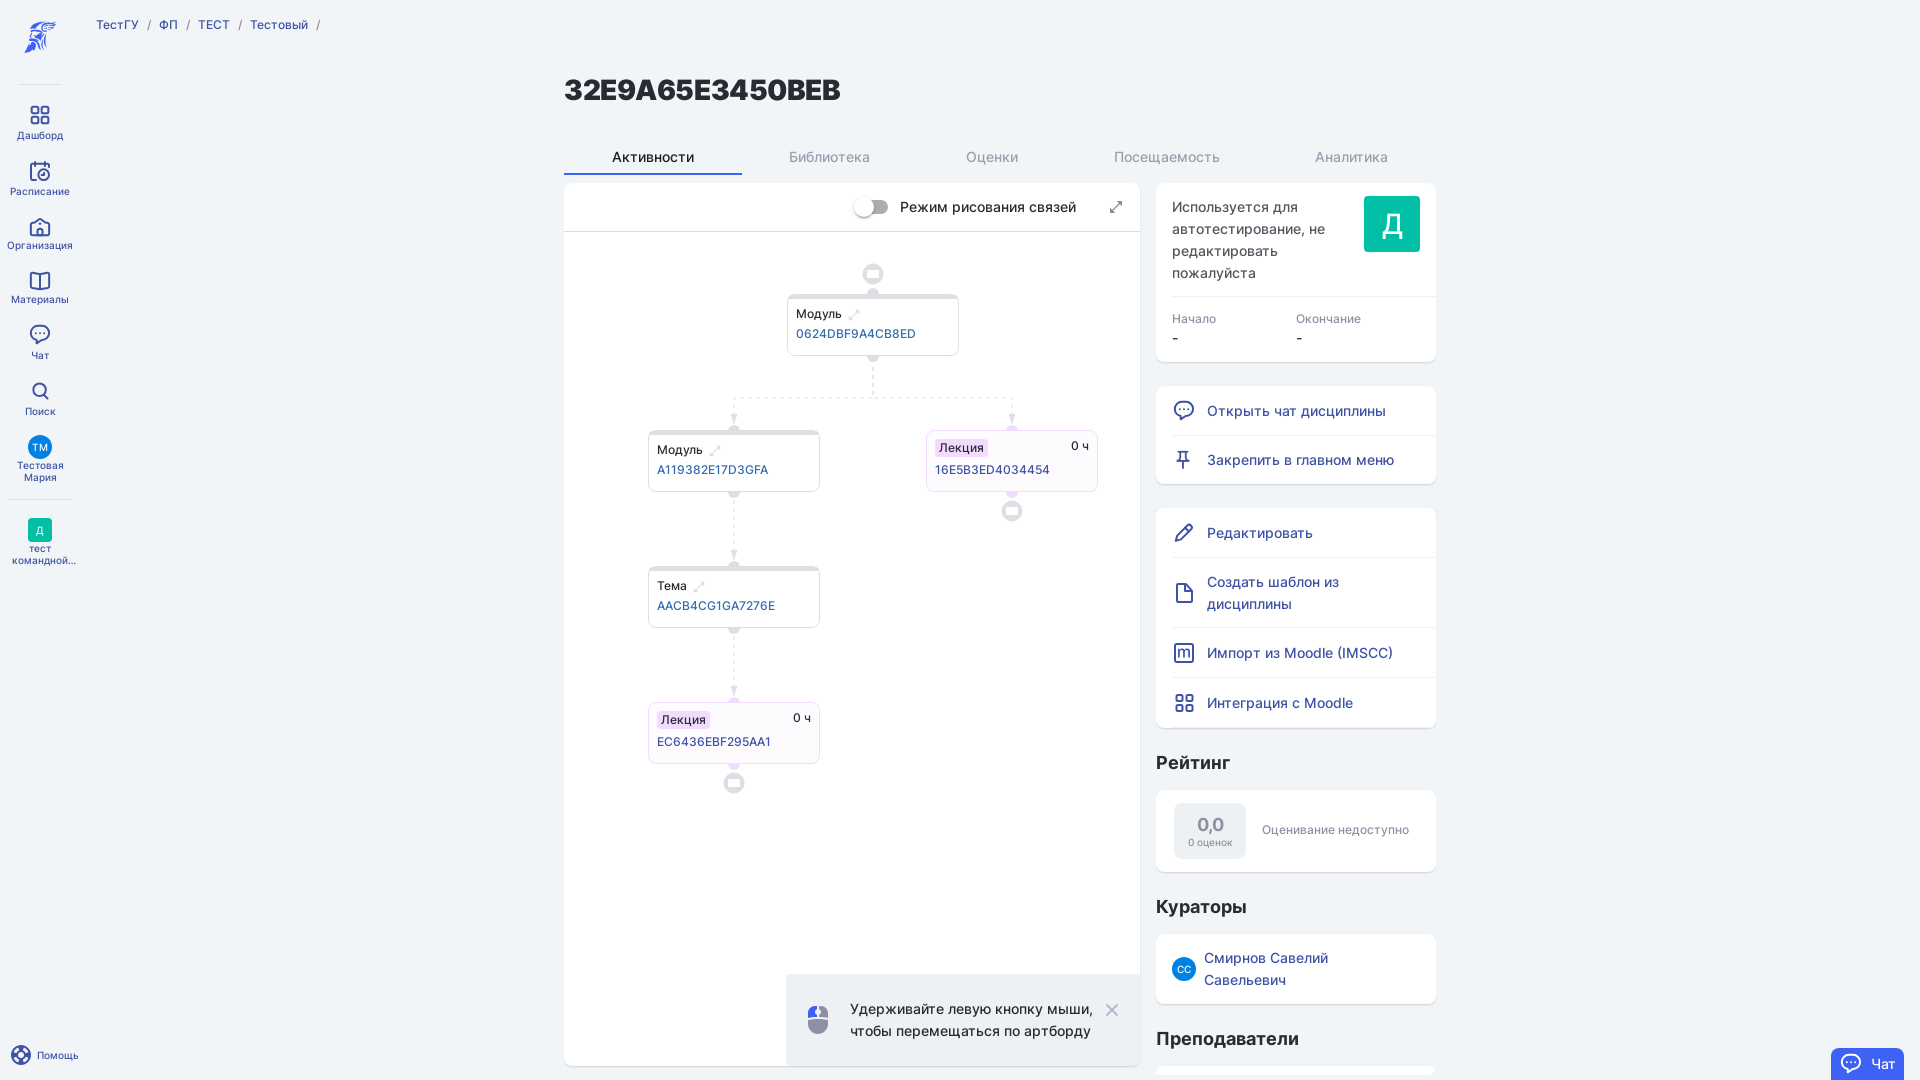 ТестГУ / ФП / ТЕСТ / Тестовый /
32E9A65E3450BEB
Дашборд
Расписание
Организация
Материалы
Чат
Поиск
ТМ
Тестовая
Мария
Д
тест
командной...
Помощь
Активности
Библиотека
Оценки
Посещаемость
Аналитика
Режим рисования связей
Модуль
0624DBF9A4CB8ED
Модуль
A119382E17D3GFA
Лекция
0 ч
16E5B3ED4034454
Тема
AACB4CG1GA7276E
Лекция
0 ч
EC6436EBF295AA1
Удерживайте левую кнопку мыши,
чтобы перемещаться по артборду
Используется для
автотестирование, не
редактировать
пожалуйста
Д
Начало
-
Окончание
-
Открыть чат дисциплины
Закрепить в главном меню
Редактировать
Создать шаблон из
дисциплины
Импорт из Moodle (IMSCC)
Интеграция с Moodle
Рейтинг
0,0
0 оценок
Оценивание недоступно
Кураторы
СС
Смирнов Савелий
Савельевич
Преподаватели
Чат